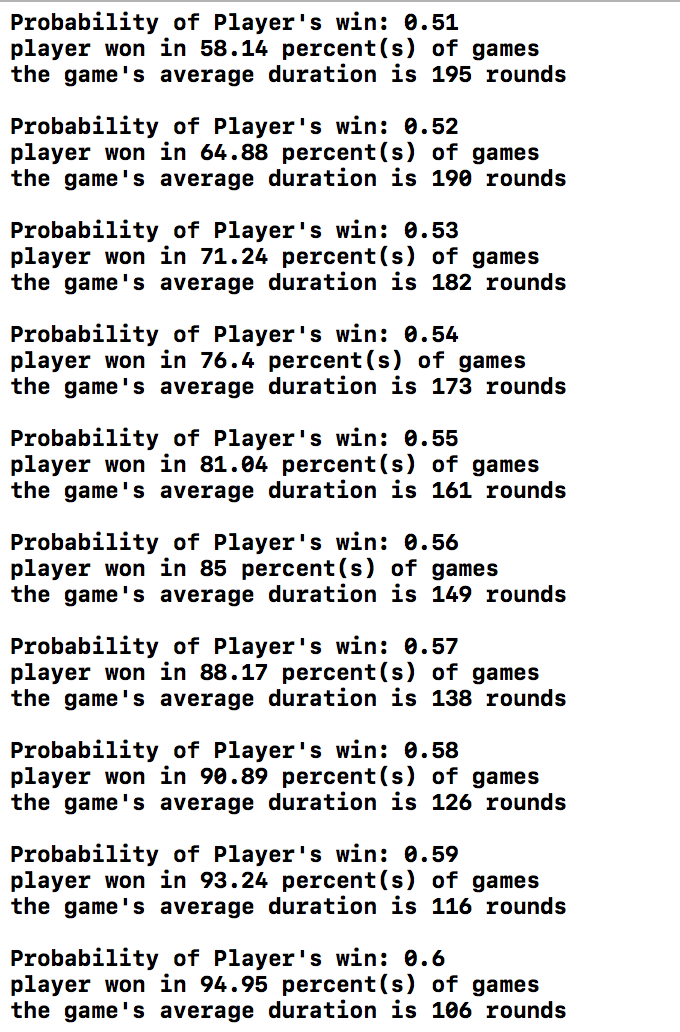 Probability of Player's win: 0.51
player won in 58.14 percent(s) of games
the game's average duration is 195 rounds
Probability of Player's win: 0.52
player won in 64.88 percent(s) of games
the game's average duration is 190 rounds
Probability of Player's win: 0.53
player won in 71.24 percent(s) of games
the game's average duration is 182 rounds
Probability of Player's win: 0.54
player won in 76.4 percent(s) of games
the game's average duration is 173 rounds
Probability of Player's win: 0.55
player won in 81.04 percent(s) of games
the game's average duration is 161 rounds
Probability of Player's win: 0.56
player won in 85 percent(s) of games
the game's average duration is 149 rounds
Probability of Player's win: 0.57
player won in 88.17 percent(s) of games
the game's average duration is 138 rounds
Probability of Player's win: 0.58
player won in 90.89 percent(s) of games
the game's average duration is 126 rounds
Probability of Player's win: 0.59
player won in 93.24 percent(s) of games
the game's average duration is 116 rounds
Probability of Player's win: 0.6
player won in 94.95 percent(s) of games
the game's average duration is 106 rounds